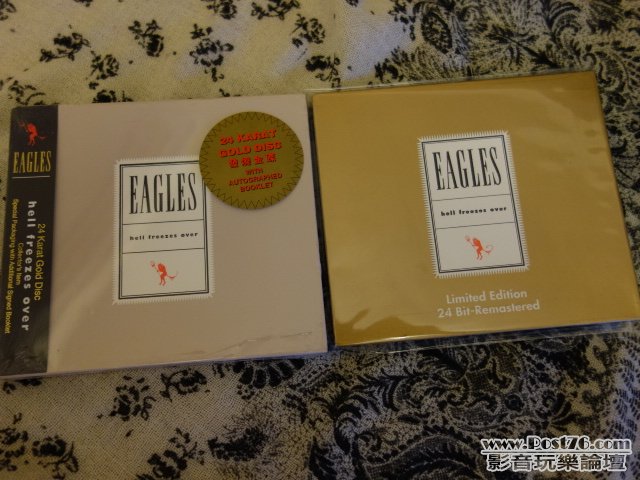 EAGLES
24 Karat Gold Disc
Collector's Item
hell freezes over
Special Packaging with Additional Signed Booklet
EAGLES
hell freezes over
24 KARAT
GOLD DISC
WITH
AUTOGRAPHED
BOOKLET
EAGLES
hell freezes over
Limited Edition
24 Bit-Remastered
www.Post76.com
影音玩樂論壇